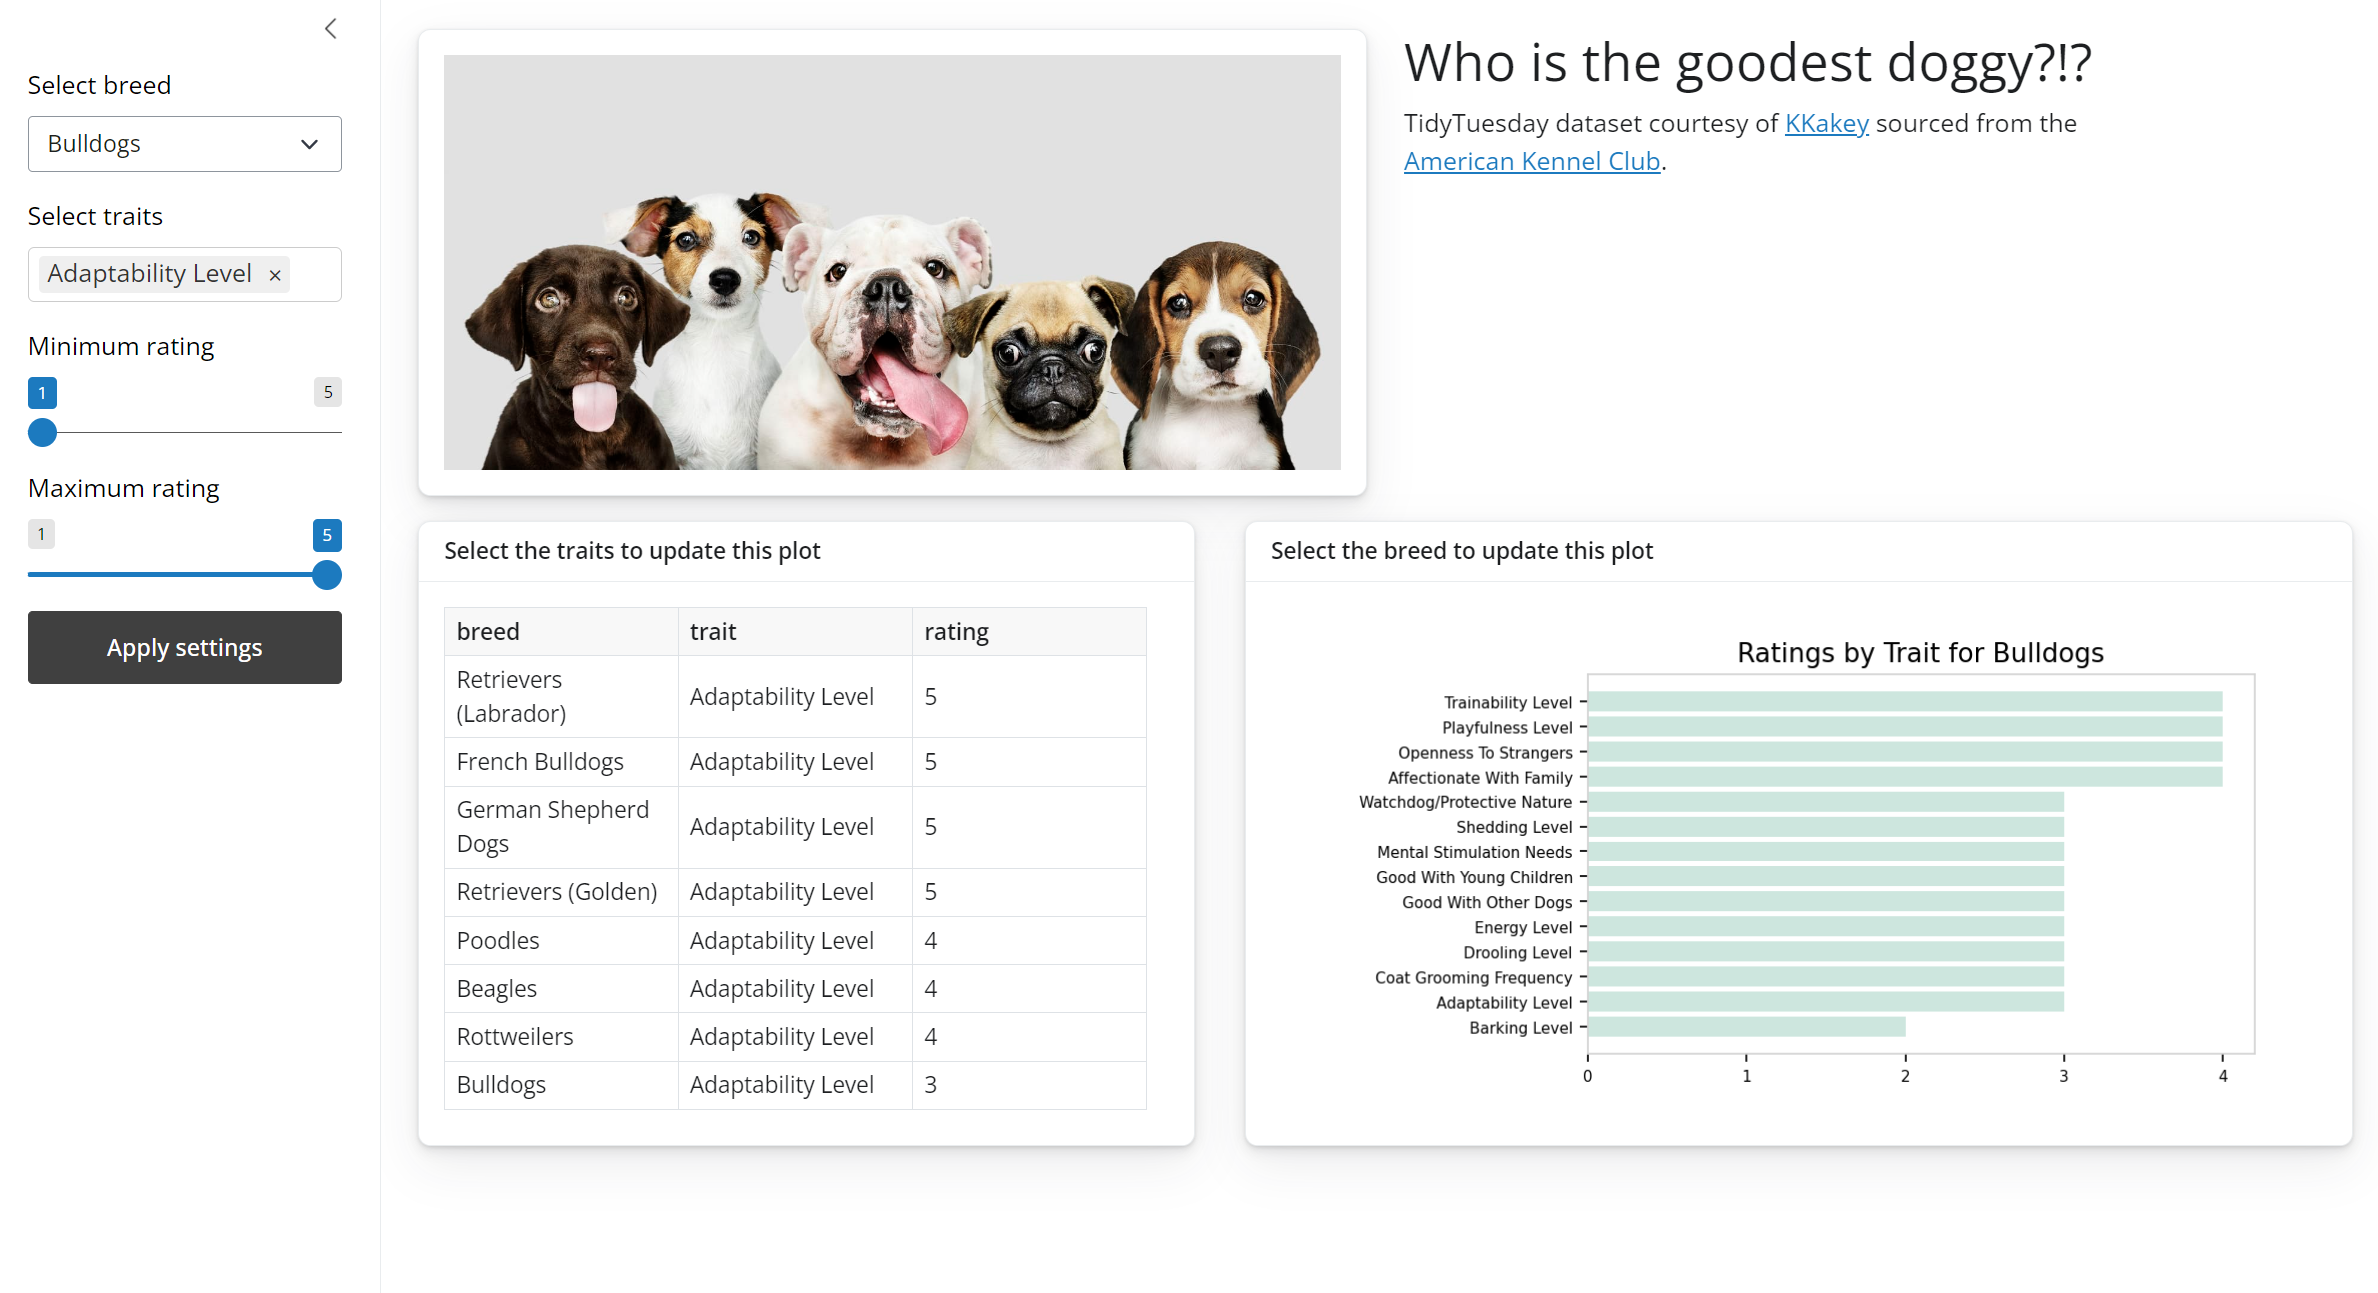 Select breed
Bulldogs
Select traits
Adaptability Level ×
Minimum rating
1 5
Maximum rating
1 5
Apply settings
Who is the goodest doggy?!?
TidyTuesday dataset courtesy of KKakey sourced from the
American Kennel Club.
Select the traits to update this plot
breed trait rating
Retrievers
(Labrador) Adaptability Level 5
French Bulldogs Adaptability Level 5
German Shepherd
Dogs Adaptability Level 5
Retrievers (Golden) Adaptability Level 5
Poodles Adaptability Level 4
Beagles Adaptability Level 4
Rottweilers Adaptability Level 4
Bulldogs Adaptability Level 3
Select the breed to update this plot
Ratings by Trait for Bulldogs
Trainability Level
Playfulness Level
Openness To Strangers
Affectionate With Family
Watchdog/Protective Nature
Shedding Level
Mental Stimulation Needs
Good With Young Children
Good With Other Dogs
Energy Level
Drooling Level
Coat Grooming Frequency
Adaptability Level
Barking Level
0 1 2 3 4